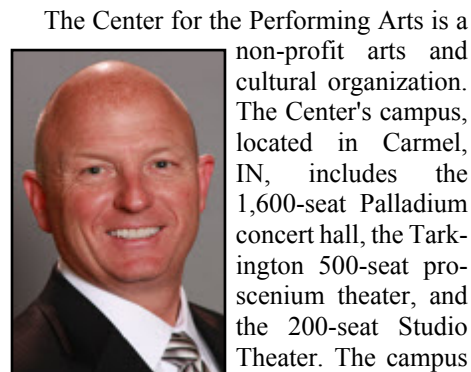 The Center for the Performing Arts is a
non-profit arts and
cultural organization.
The Center's campus,
located in Carmel,
IN, includes the
1,600-seat Palladium
concert hall, the Tark-
ington 500-seat pro-
scenium theater, and
the 200-seat Studio
Theater. The campus